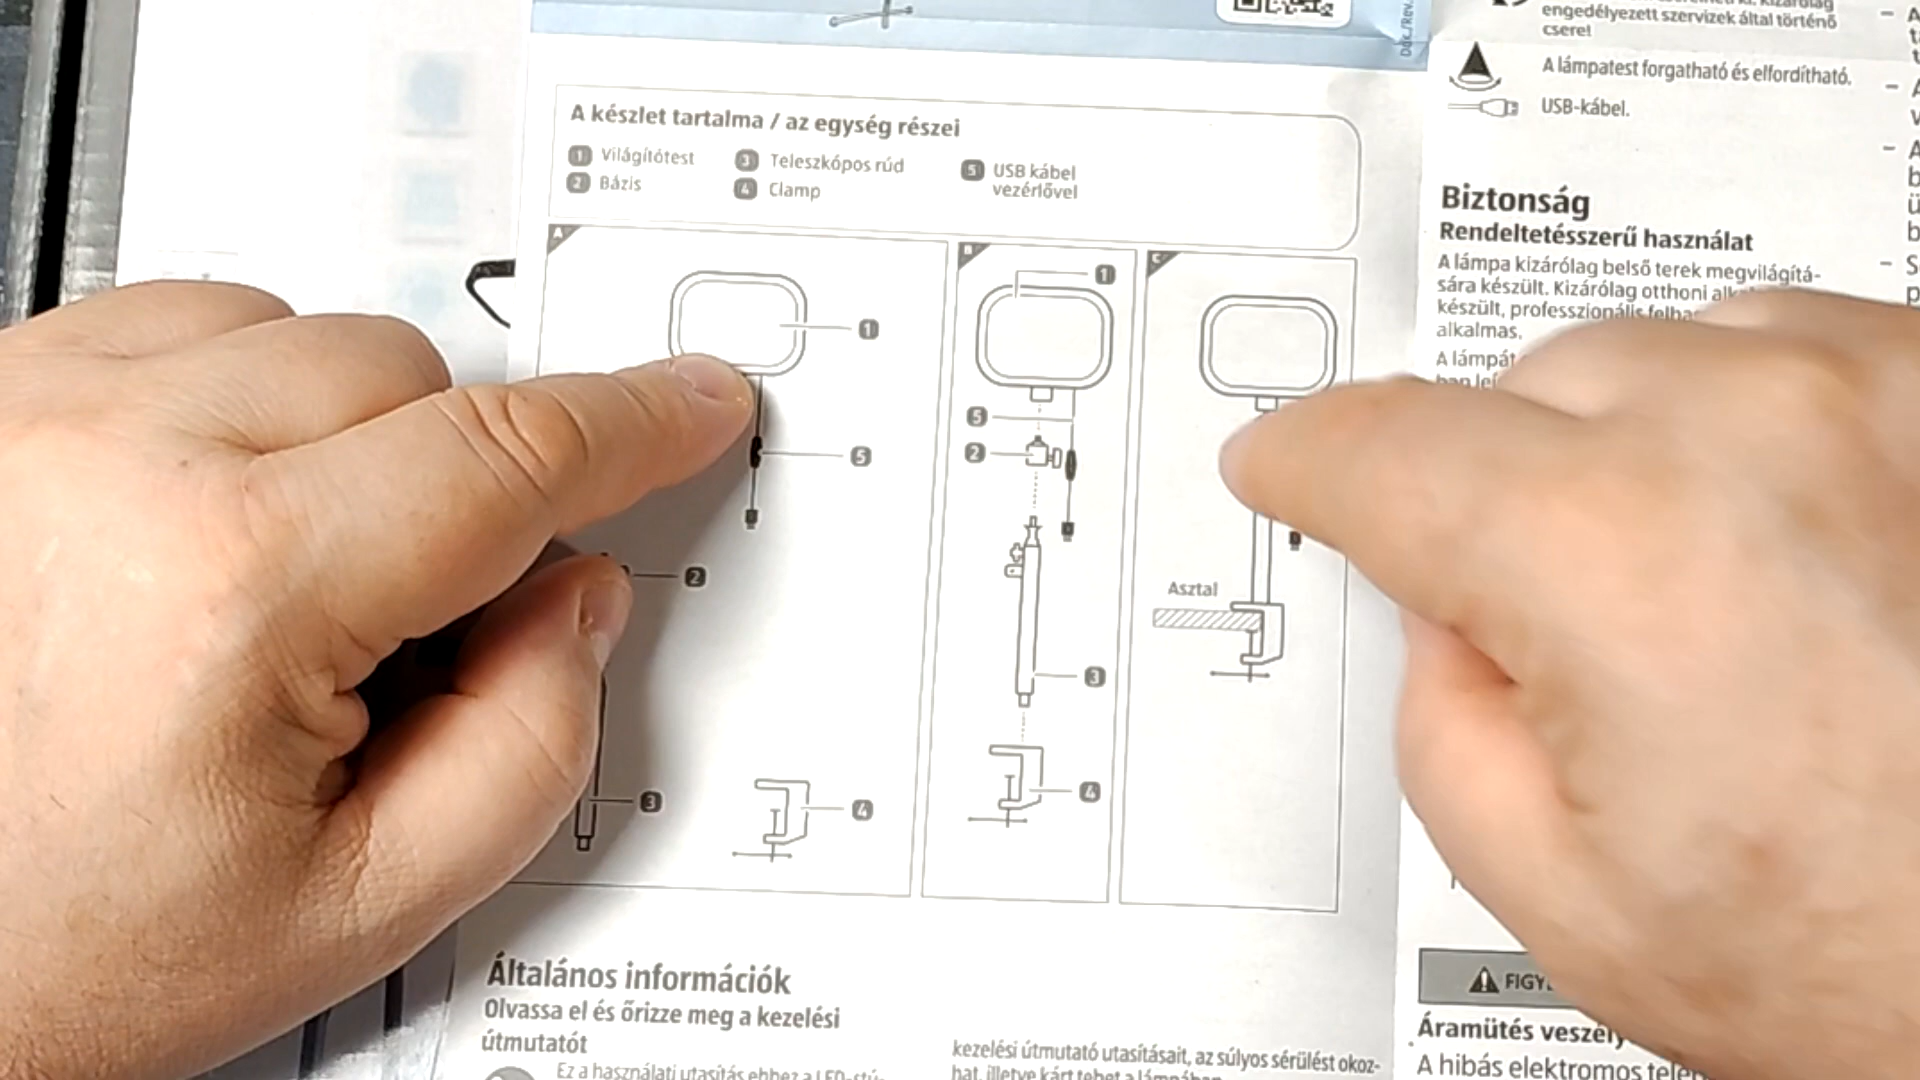 Dok./Rev.
A készlet tartalma / az egység részei
1 Világítótest
2 Bázis
3 Teleszkópos rúd
4 Clamp
5 USB kábel
vezérlővel
A
1
5
2
3
4
B
1
5
2
3
4
C
Asztal
Általános információk
Olvassa el és őrizze meg a kezelési
útmutatót
Ez a használati utasítás ehhez a LED-stú-
kezelési útmutató utasításait, az súlyos sérülést okoz-
hat, illetve kárt tehet a lámpában.
engedélyezett szervizek által történő
csere!
A lámpatest forgatható és elfordítható.
USB-kábel.
Biztonság
Rendeltetésszerű használat
A lámpa kizárólag belső terek megvilágítá-
sára készült. Kizárólag otthoni
készült, professzionális
alkalmas.
A lámpát
Áramütés
A hibás elektromos